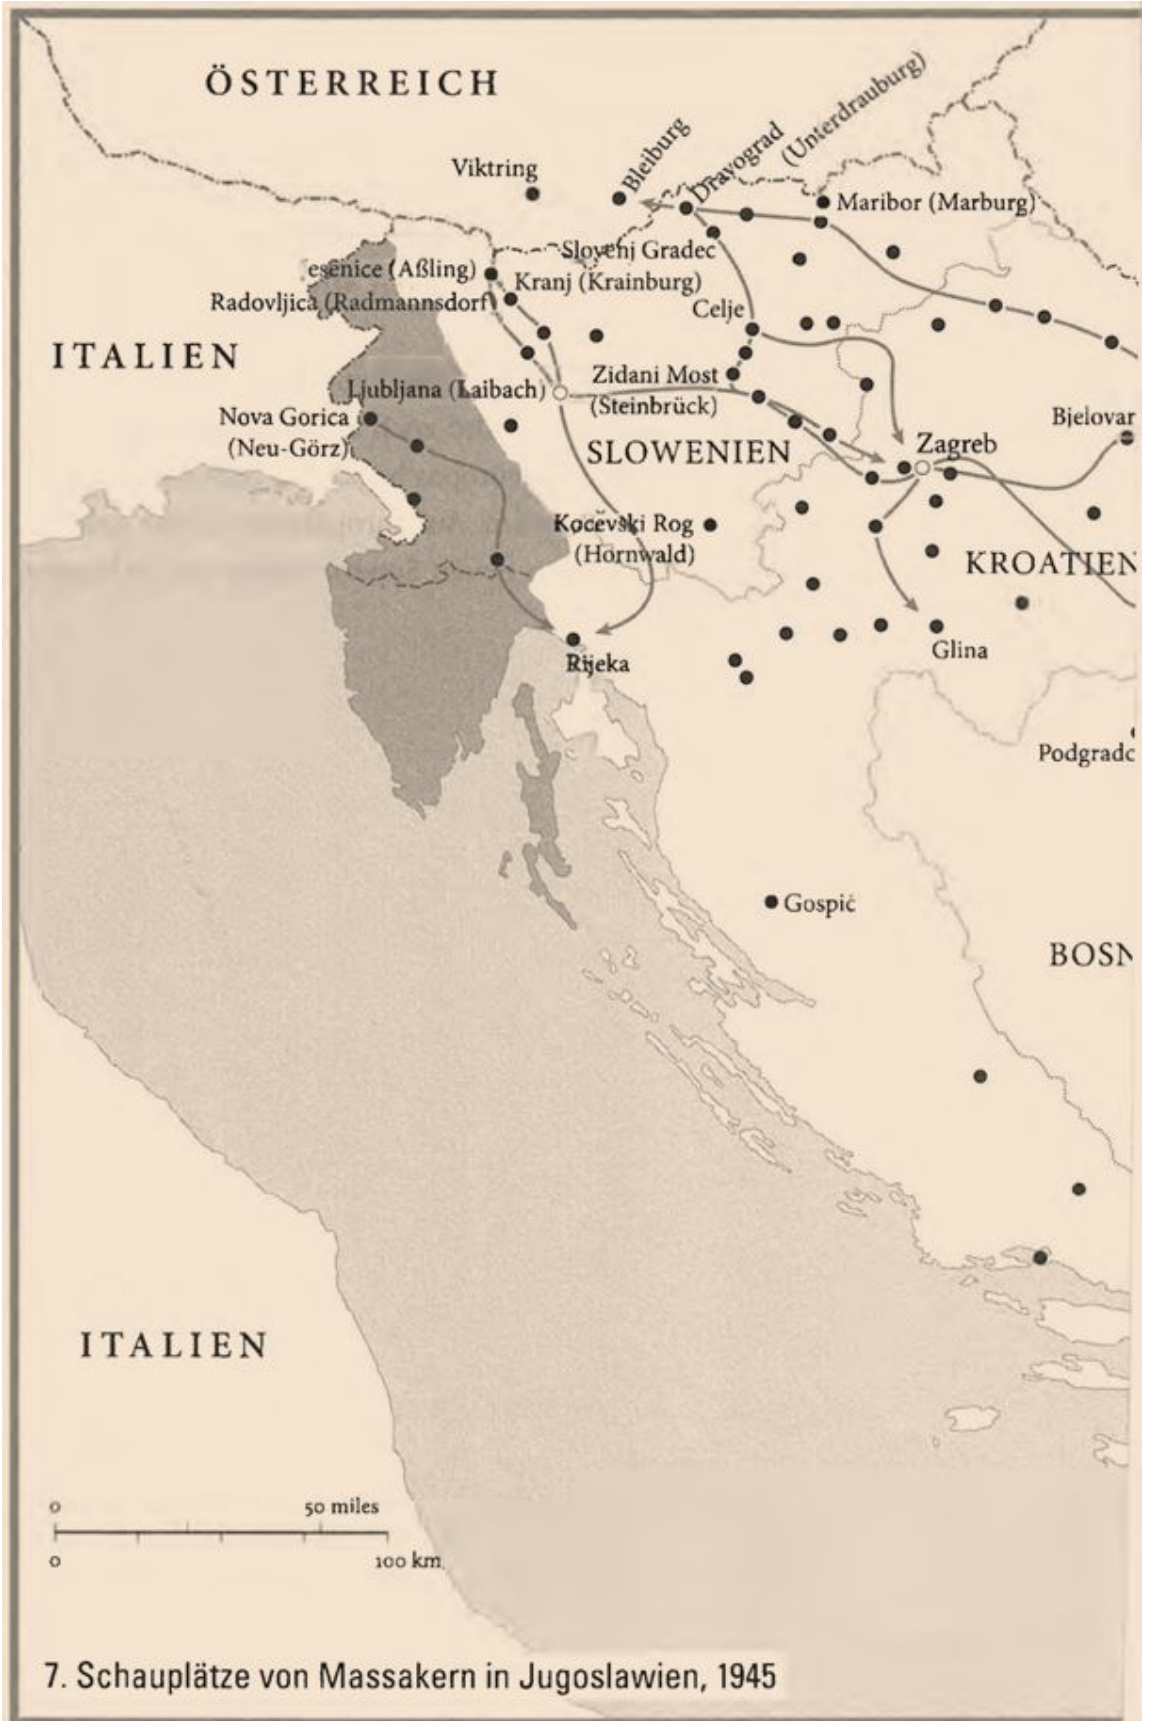 ÖSTERREICH
Viktring
Bleiburg
Dravograd
(Unterdrauburg)
Maribor (Marburg)
Slovenj Gradec
esenice (Aßling)
Kranj (Krainburg)
Radovljica (Radmannsdorf)
Celje
ITALIEN
Zidani Most
(Steinbrück)
Ljubljana (Laibach)
Nova Gorica
(Neu-Görz)
Bjelovar
Zagreb
SLOWENIEN
Kočevski Rog
(Hornwald)
KROATIEN
Glina
Rijeka
Podgradc
Gospić
BOSN
ITALIEN
0 50 miles
0 100 km
7. Schauplätze von Massakern in Jugoslawien, 1945